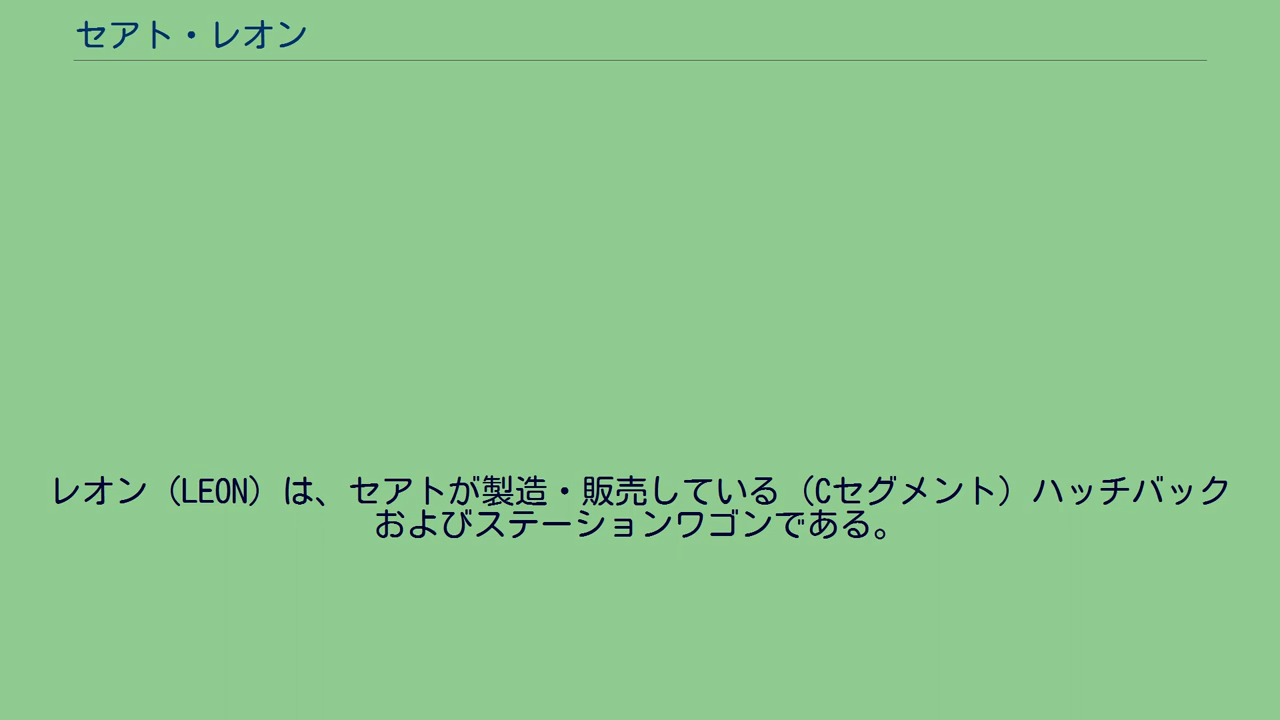 セアト・レオン
レオン（LEON）は、セアトが製造・販売している（Cセグメント）ハッチバック
およびステーションワゴンである。